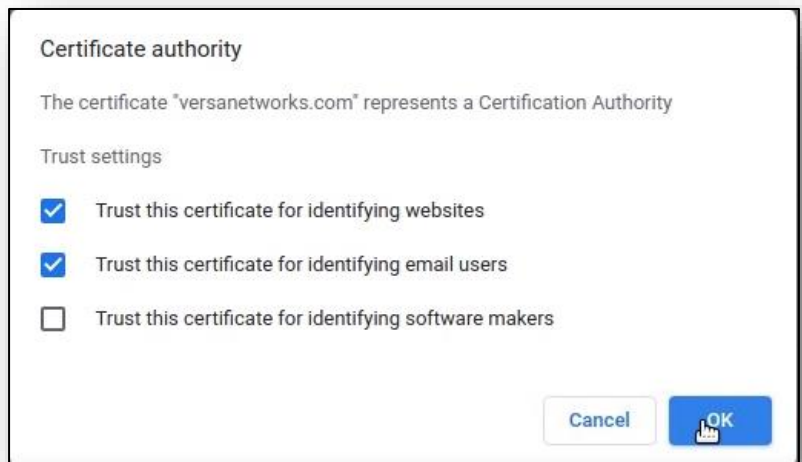 Certificate authority
The certificate "versanetworks.com" represents a Certification Authority
Trust settings
Trust this certificate for identifying websites
Trust this certificate for identifying email users
Trust this certificate for identifying software makers
Cancel
OK